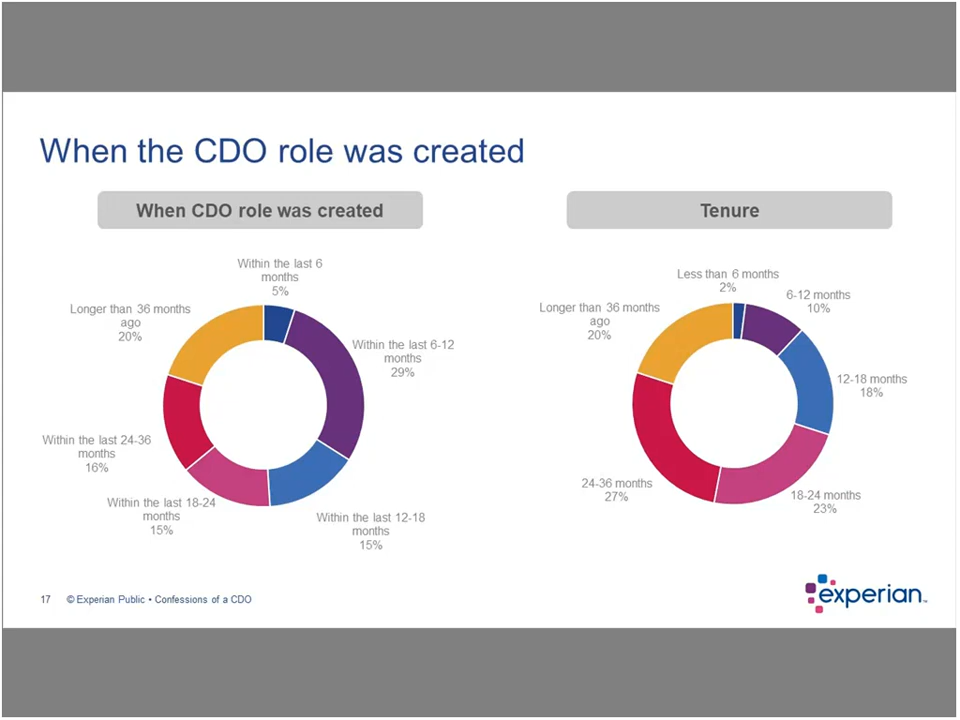 When the CDO role was created
When CDO role was created
Within the last 6
months
5%
Within the last 6-12
months
29%
Within the last 12-18
months
15%
Within the last 18-24
months
15%
Within the last 24-36
months
16%
Longer than 36 months
ago
20%
Tenure
Less than 6 months
2%
6-12 months
10%
12-18 months
18%
18-24 months
23%
24-36 months
27%
Longer than 36 months
ago
20%
17 © Experian Public • Confessions of a CDO
experian™